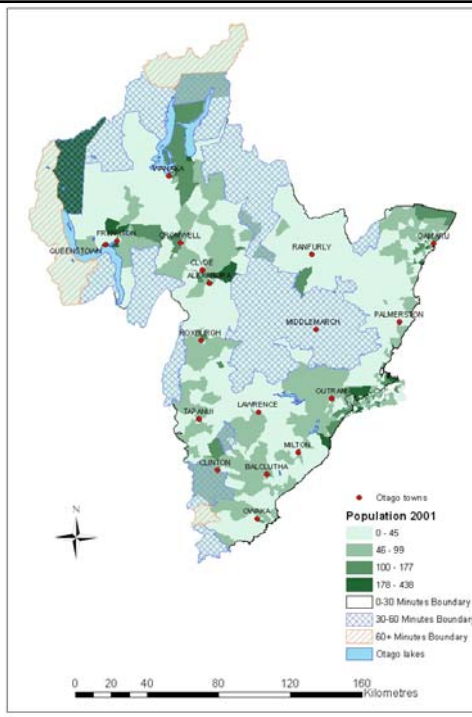 WANAKA
FRANKTON
QUEENSTOWN
CROMWELL
CLYDE
ALEXANDRA
RANFURLY
OAMARU
PALMERSTON
MIDDLEMARCH
ROXBURGH
OUTRAM
LAWRENCE
TAPANUI
MILTON
CLINTON
BALCLUTHA
OWAKA
N
Otago towns
Population 2001
0 - 45
46 - 99
100 - 177
178 - 438
0-30 Minutes Boundary
30-60 Minutes Boundary
60+ Minutes Boundary
Otago lakes
0 20 40 80 120 160
Kilometres